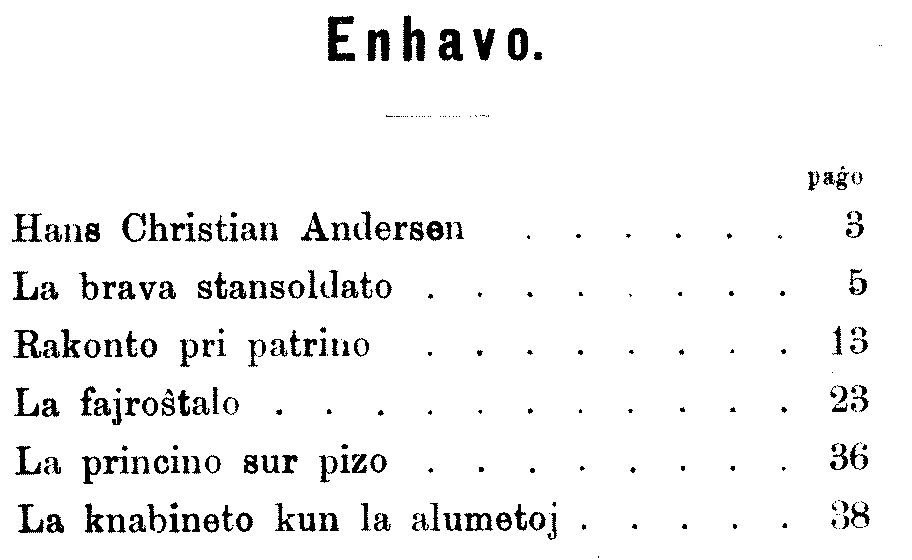 Enhavo.
paĝo
Hans Christian Andersen . . . . . . 3
La brava stansoldato . . . . . . . . 5
Rakonto pri patrino . . . . . . . . 13
La fajroŝtalo . . . . . . . . . . . 23
La princino sur pizo . . . . . . . . 36
La knabineto kun la alumetoj . . . . . 38